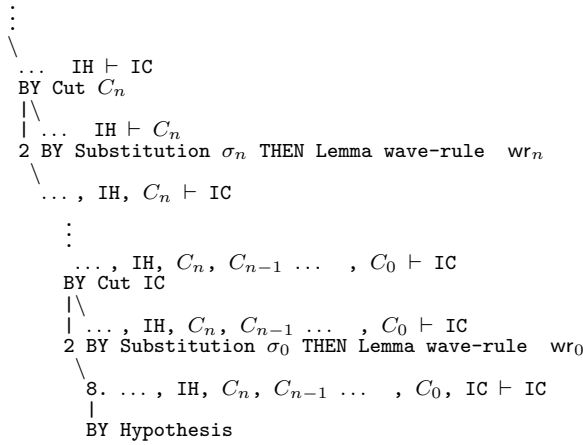 ⋮
⋮
\
... IH ⊢ IC
BY Cut Cₙ
|\
| ... IH ⊢ Cₙ
2 BY Substitution σₙ THEN Lemma wave-rule wrₙ
\
... , IH, Cₙ ⊢ IC
⋮
... , IH, Cₙ, Cₙ₋₁ ... , C₀ ⊢ IC
BY Cut IC
|\
| ... , IH, Cₙ, Cₙ₋₁ ... , C₀ ⊢ IC
2 BY Substitution σ₀ THEN Lemma wave-rule wr₀
\
8. ... , IH, Cₙ, Cₙ₋₁ ... , C₀, IC ⊢ IC
|
BY Hypothesis